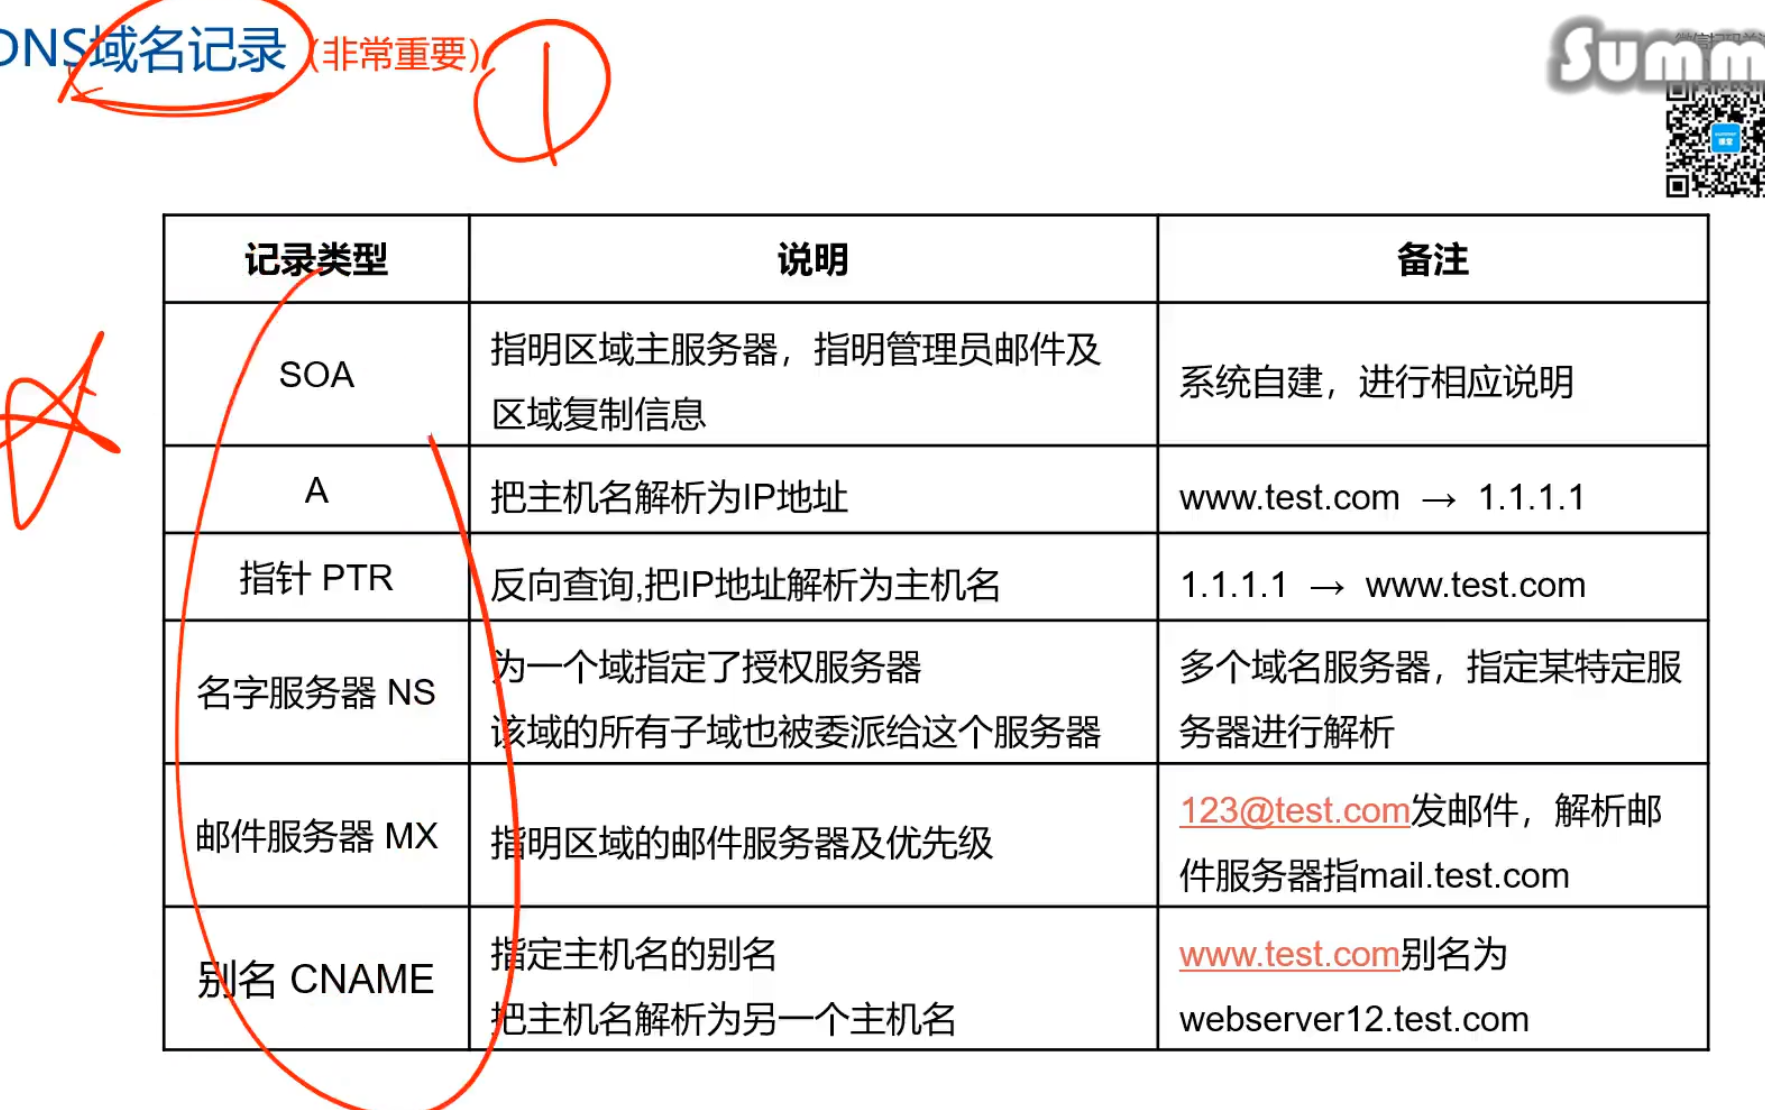 DNS域名记录(非常重要)
Summ
记录类型 说明 备注
SOA 指明区域主服务器，指明管理员邮件及 系统自建，进行相应说明
区域复制信息
A 把主机名解析为IP地址 www.test.com → 1.1.1.1
指针 PTR 反向查询,把IP地址解析为主机名 1.1.1.1 → www.test.com
名字服务器 NS 为一个域指定了授权服务器 多个域名服务器，指定某特定服
该域的所有子域也被委派给这个服务器 务器进行解析
邮件服务器 MX 指明区域的邮件服务器及优先级 123@test.com发邮件，解析邮
件服务器指mail.test.com
别名 CNAME 指定主机名的别名 www.test.com别名为
把主机名解析为另一个主机名 webserver12.test.com